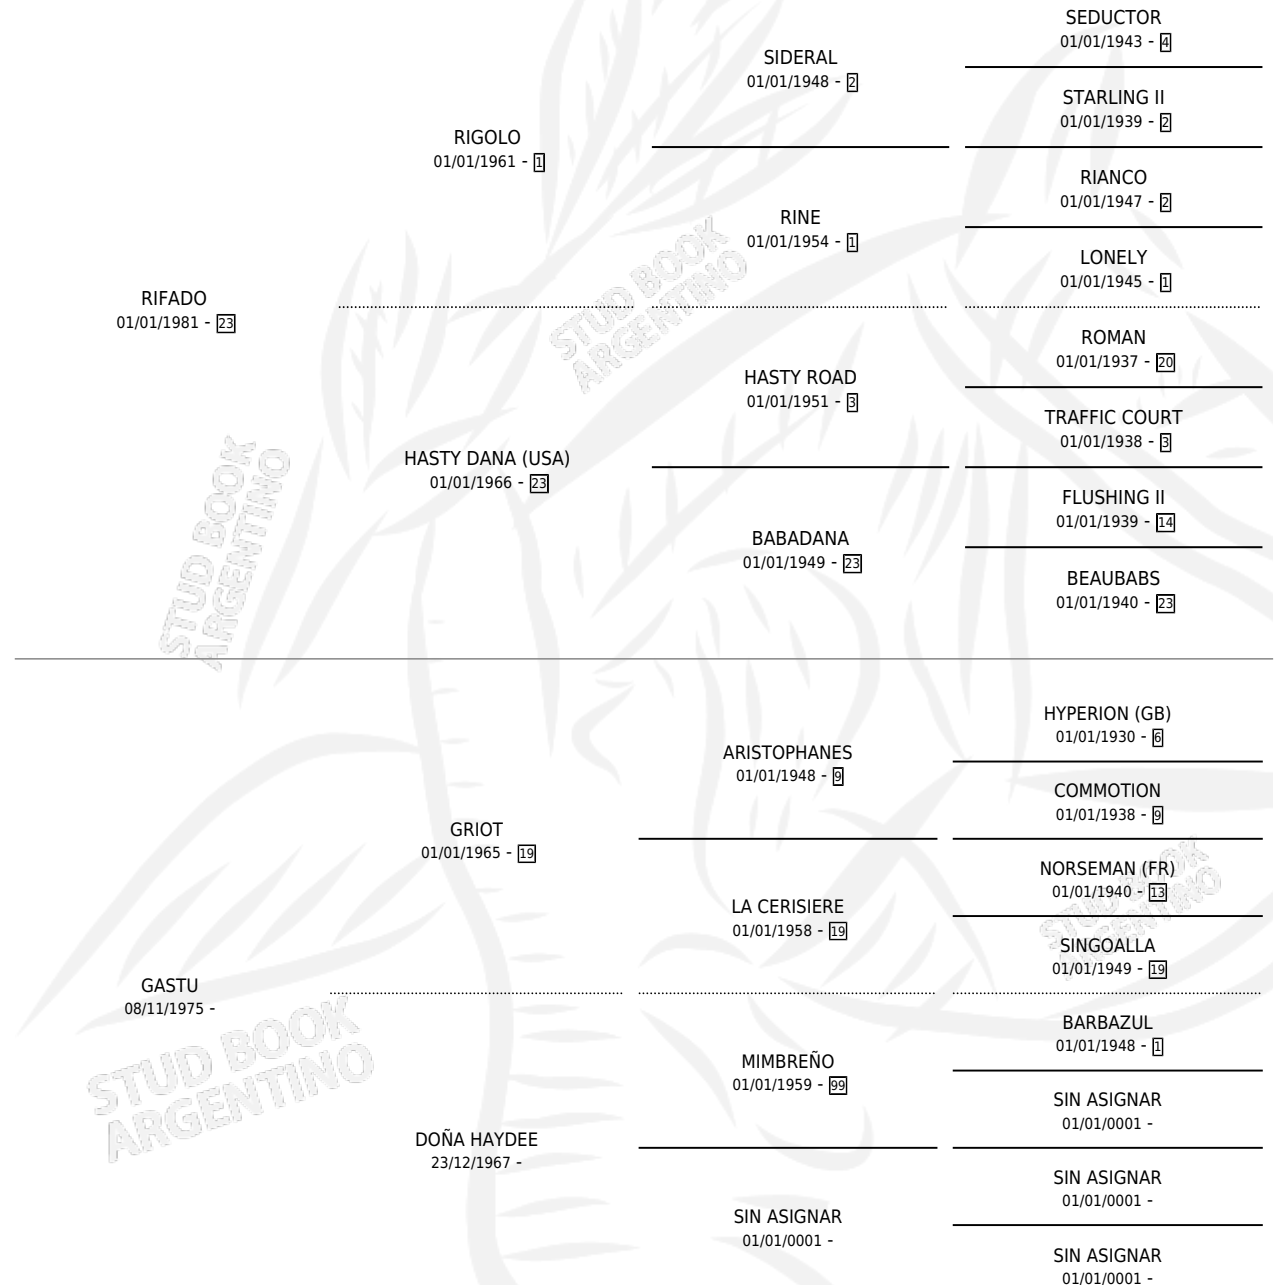 SEDUCTOR
01/01/1943 - 4
SIDERAL
01/01/1948 - 2
STARLING II
01/01/1939 - 2
RIGOLO
01/01/1961 - 1
RIANCO
01/01/1947 - 2
RINE
01/01/1954 - 1
LONELY
01/01/1945 - 1
RIFADO
01/01/1981 - 23
ROMAN
01/01/1937 - 20
HASTY ROAD
01/01/1951 - 3
TRAFFIC COURT
01/01/1938 - 3
HASTY DANA (USA)
01/01/1966 - 23
FLUSHING II
01/01/1939 - 14
BABADANA
01/01/1949 - 23
BEAUBABS
01/01/1940 - 23
STUD BOOK
ARGENTINO
STUD BOOK
ARGENTINO
HYPERION (GB)
01/01/1930 - 6
ARISTOPHANES
01/01/1948 - 9
COMMOTION
01/01/1938 - 9
GRIOT
01/01/1965 - 19
NORSEMAN (FR)
01/01/1940 - 13
LA CERISIERE
01/01/1958 - 19
SINGOALLA
01/01/1949 - 19
GASTU
08/11/1975 -
BARBAZUL
01/01/1948 - 1
MIMBREÑO
01/01/1959 - 99
SIN ASIGNAR
01/01/0001 -
DOÑA HAYDEE
23/12/1967 -
SIN ASIGNAR
01/01/0001 -
SIN ASIGNAR
01/01/0001 -
SIN ASIGNAR
01/01/0001 -
STUD BOOK
ARGENTINO
STUD BOOK
ARGENTINO